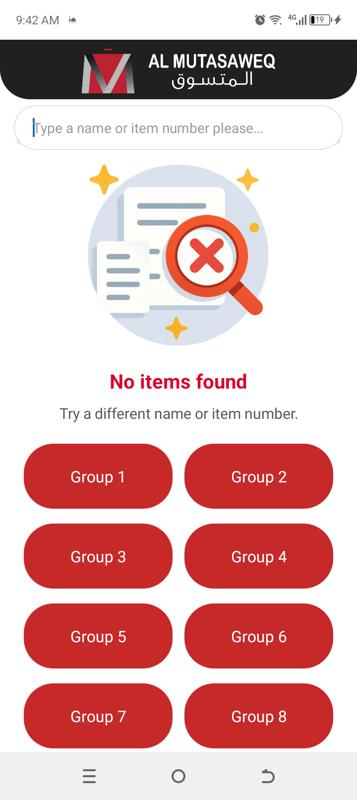 9:42 AM
4G
19
AL MUTASAWEQ
المتسوق
Type a name or item number please...
No items found
Try a different name or item number.
Group 1
Group 2
Group 3
Group 4
Group 5
Group 6
Group 7
Group 8